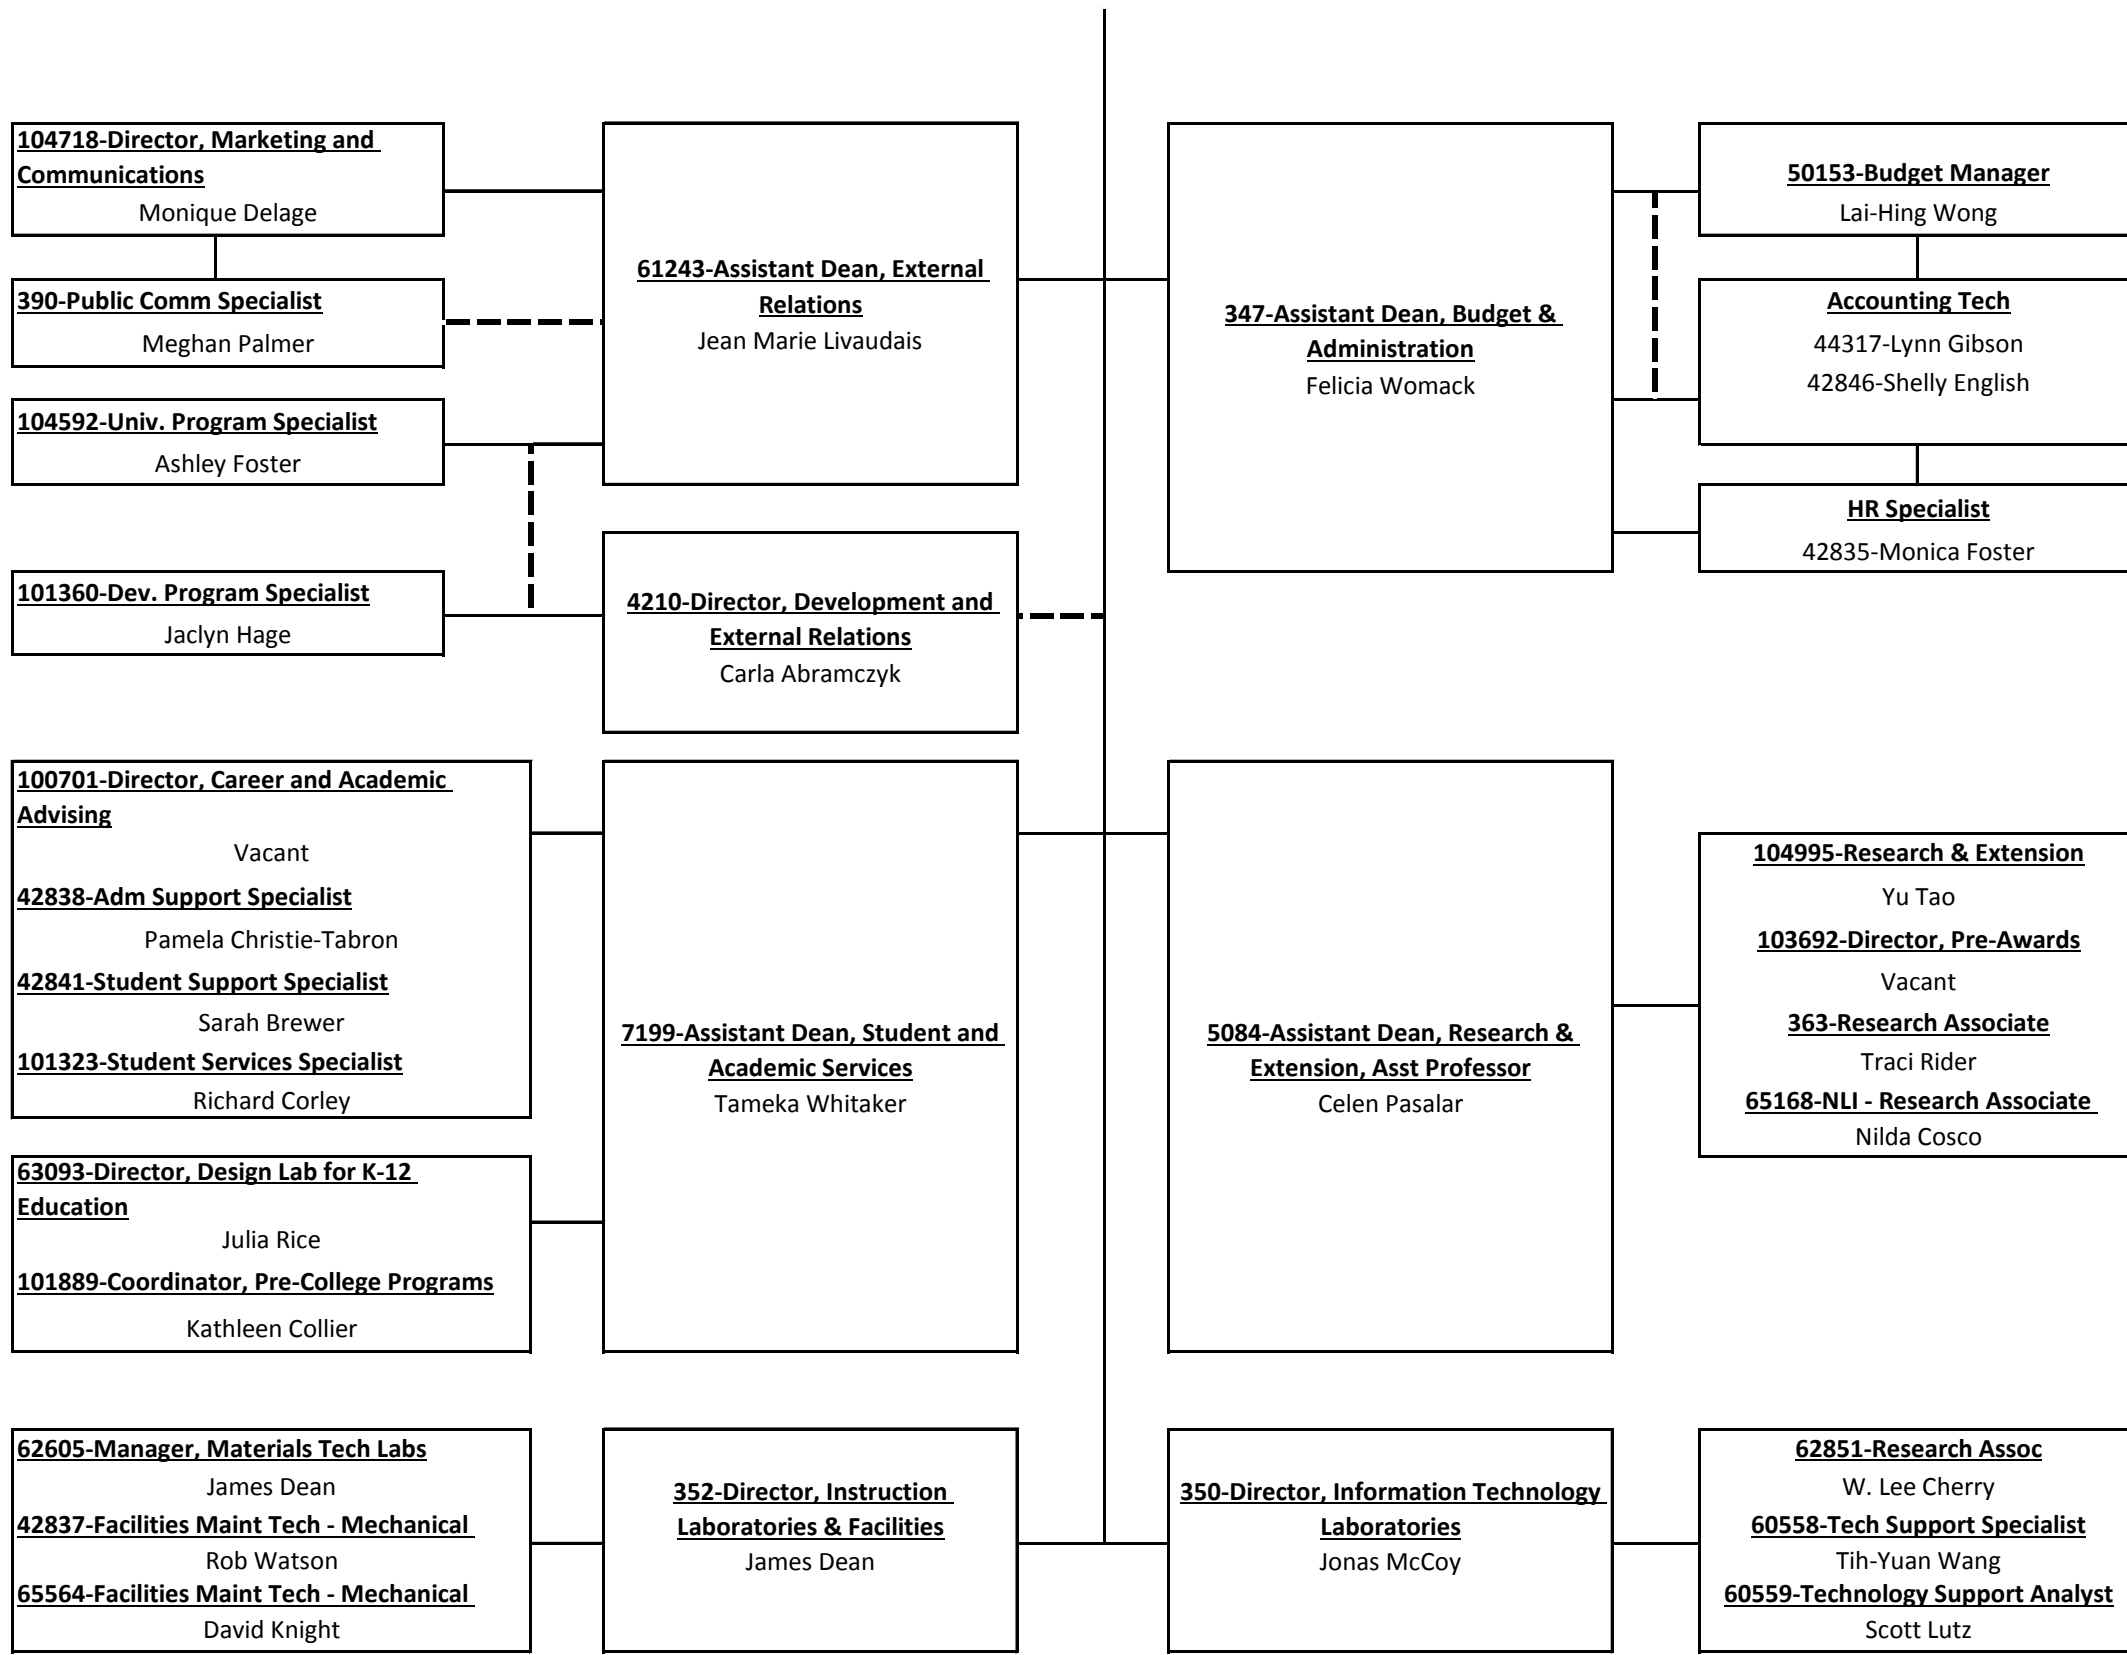 104718-Director, Marketing and
Communications
Monique Delage
390-Public Comm Specialist
Meghan Palmer
104592-Univ. Program Specialist
Ashley Foster
101360-Dev. Program Specialist
Jaclyn Hage
61243-Assistant Dean, External
Relations
Jean Marie Livaudais
4210-Director, Development and
External Relations
Carla Abramczyk
347-Assistant Dean, Budget &
Administration
Felicia Womack
50153-Budget Manager
Lai-Hing Wong
Accounting Tech
44317-Lynn Gibson
42846-Shelly English
HR Specialist
42835-Monica Foster
100701-Director, Career and Academic
Advising
Vacant
42838-Adm Support Specialist
Pamela Christie-Tabron
42841-Student Support Specialist
Sarah Brewer
101323-Student Services Specialist
Richard Corley
63093-Director, Design Lab for K-12
Education
Julia Rice
101889-Coordinator, Pre-College Programs
Kathleen Collier
7199-Assistant Dean, Student and
Academic Services
Tameka Whitaker
5084-Assistant Dean, Research &
Extension, Asst Professor
Celen Pasalar
104995-Research & Extension
Yu Tao
103692-Director, Pre-Awards
Vacant
363-Research Associate
Traci Rider
65168-NLI - Research Associate
Nilda Cosco
62605-Manager, Materials Tech Labs
James Dean
42837-Facilities Maint Tech - Mechanical
Rob Watson
65564-Facilities Maint Tech - Mechanical
David Knight
352-Director, Instruction
Laboratories & Facilities
James Dean
350-Director, Information Technology
Laboratories
Jonas McCoy
62851-Research Assoc
W. Lee Cherry
60558-Tech Support Specialist
Tih-Yuan Wang
60559-Technology Support Analyst
Scott Lutz